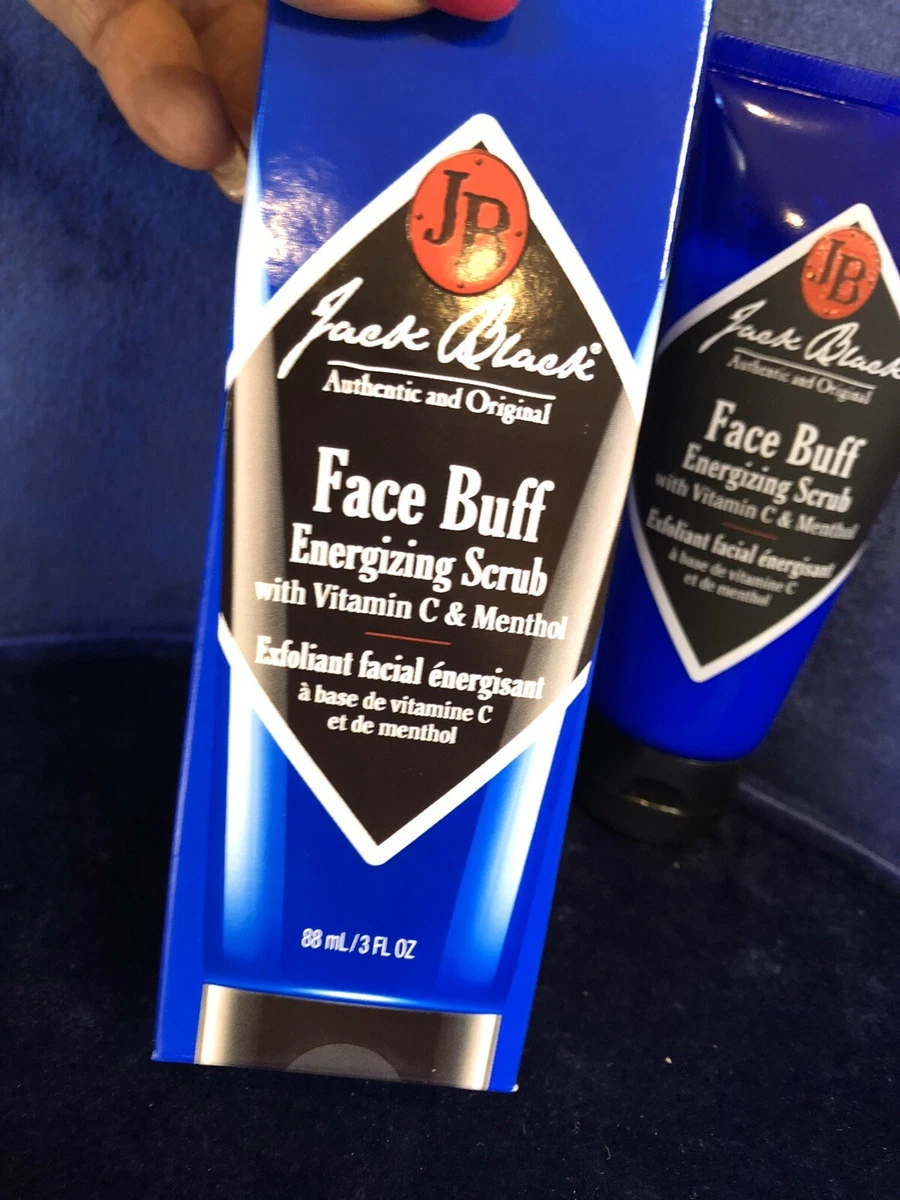 JB
Jack Black®
Authentic and Original
Face Buff
Energizing Scrub
with Vitamin C & Menthol
Exfoliant facial énergisant
à base de vitamine C
et de menthol
88 mL/3 FL OZ
JB
Jack Black
Authentic and Original
Face Buff
Energizing Scrub
with Vitamin C & Menthol
Exfoliant facial énergisant
à base de vitamine C
et de menthol